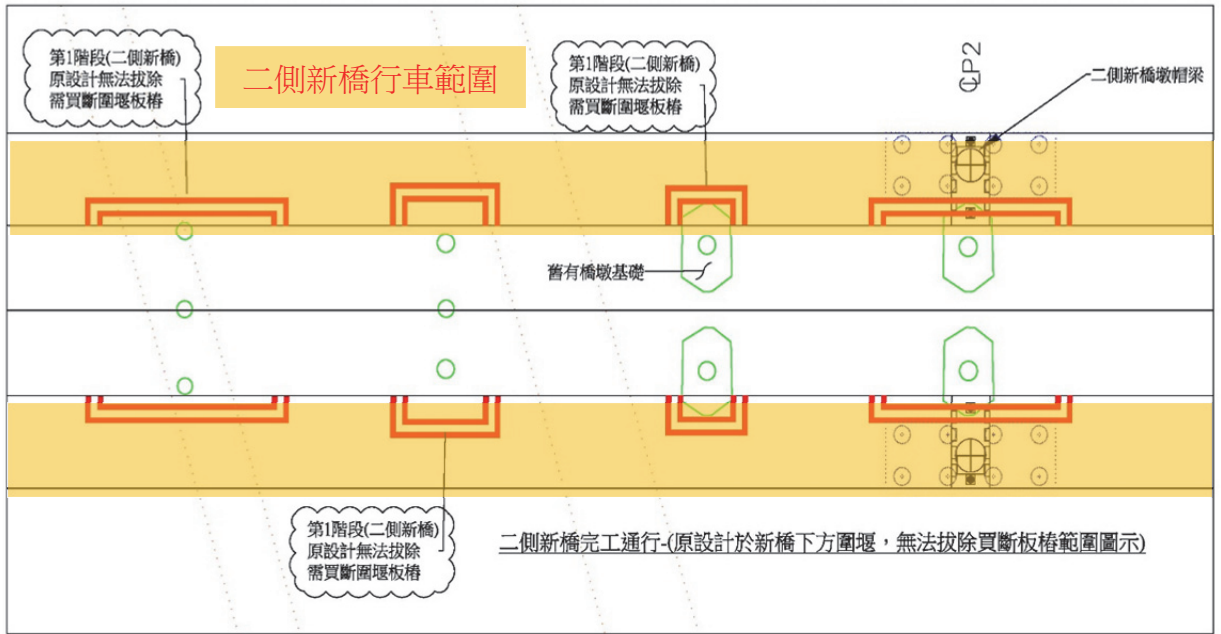 第1階段(二側新橋)
原設計無法拔除
需買斷圍堰板樁
二側新橋行車範圍
第1階段(二側新橋)
原設計無法拔除
需買斷圍堰板樁
CP2
二側新橋墩帽梁
舊有橋墩基礎
第1階段(二側新橋)
原設計無法拔除
需買斷圍堰板樁
二側新橋完工通行-(原設計於新橋下方圍堰，無法拔除買斷板樁範圍圖示)